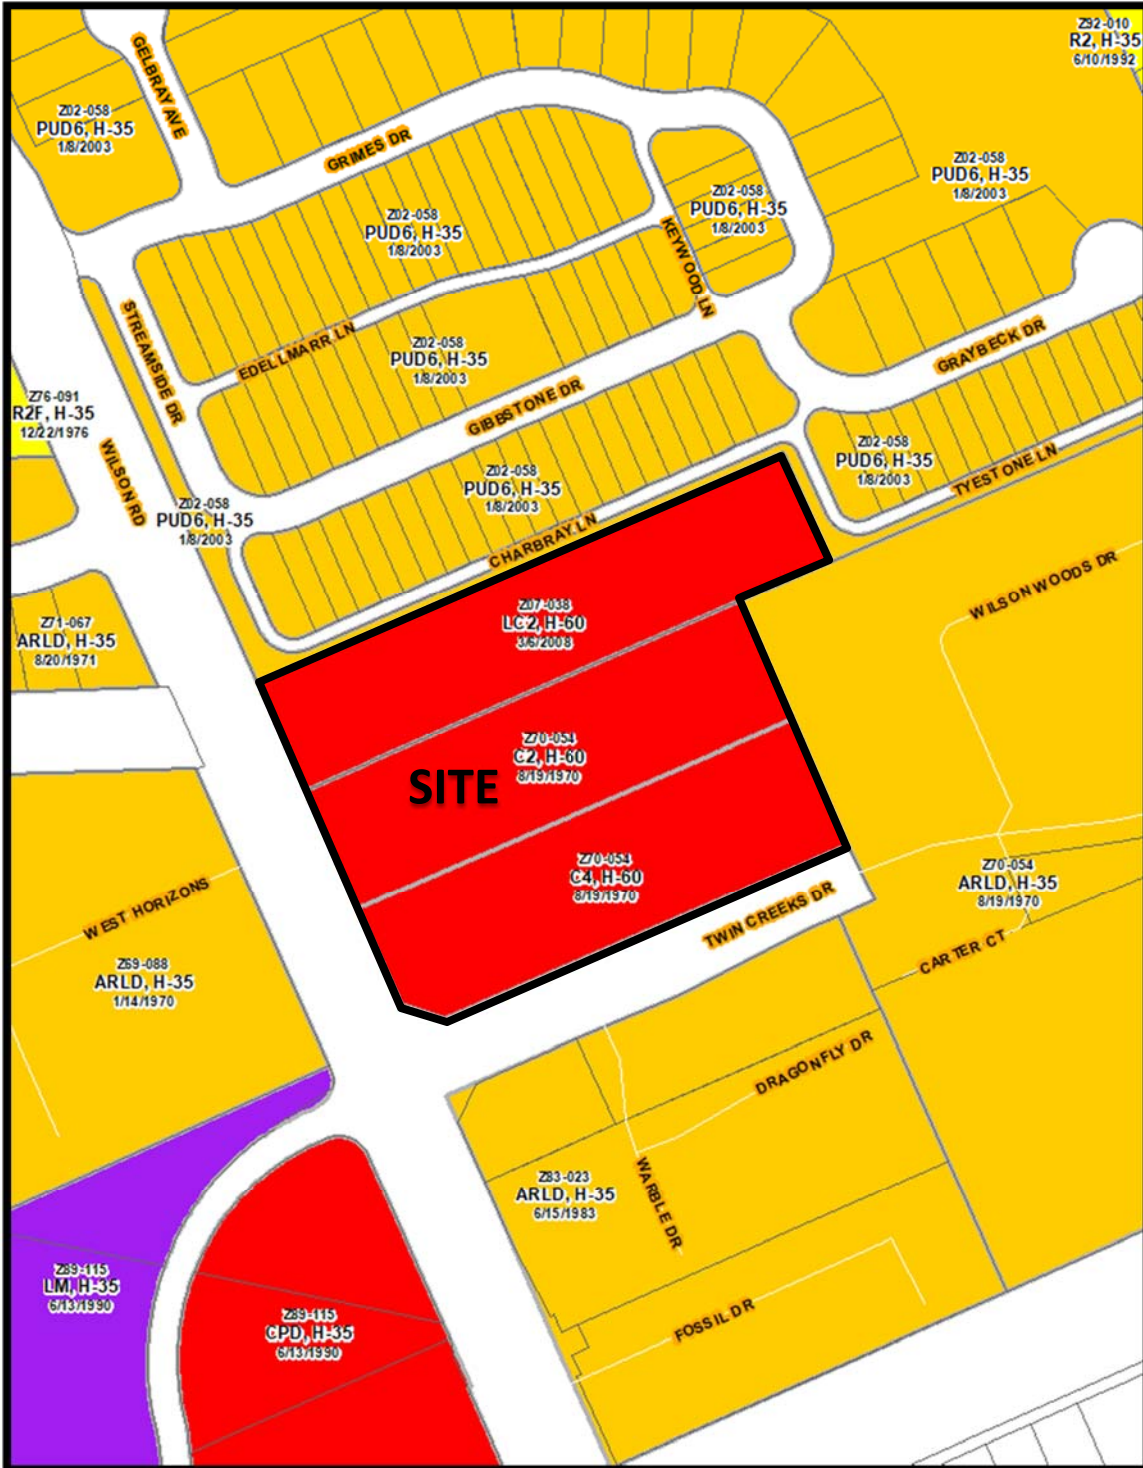 Z92-010
R2, H-35
6/10/1992
GELBRAY AVE
Z02-058
PUD6, H-35
1/8/2003
GRIMES DR
Z02-058
PUD6, H-35
1/8/2003
Z02-058
PUD6, H-35
1/8/2003
Z02-058
PUD6, H-35
1/8/2003
KEYWOOD LN
STREAMSIDE DR
EDELLMARR LN
Z02-058
PUD6, H-35
1/8/2003
GRAYBECK DR
Z76-091
R2F, H-35
12/22/1976
GIBBSTONE DR
WILSON RD
Z02-058
PUD6, H-35
1/8/2003
Z02-058
PUD6, H-35
1/8/2003
Z02-058
PUD6, H-35
1/8/2003
TYESTONE LN
CHARBRAY LN
WILSON WOODS DR
Z07-038
LC2, H-60
3/6/2008
Z71-067
ARLD, H-35
8/20/1971
Z70-054
C2, H-60
8/19/1970
SITE
Z70-054
C4, H-60
8/19/1970
Z70-054
ARLD, H-35
8/19/1970
WEST HORIZONS
TWIN CREEKS DR
CARTER CT
Z69-088
ARLD, H-35
1/14/1970
DRAGONFLY DR
Z83-023
ARLD, H-35
6/15/1983
WARBLE DR
Z89-115
LM, H-35
6/13/1990
Z89-115
CPD, H-35
6/13/1990
FOSSIL DR